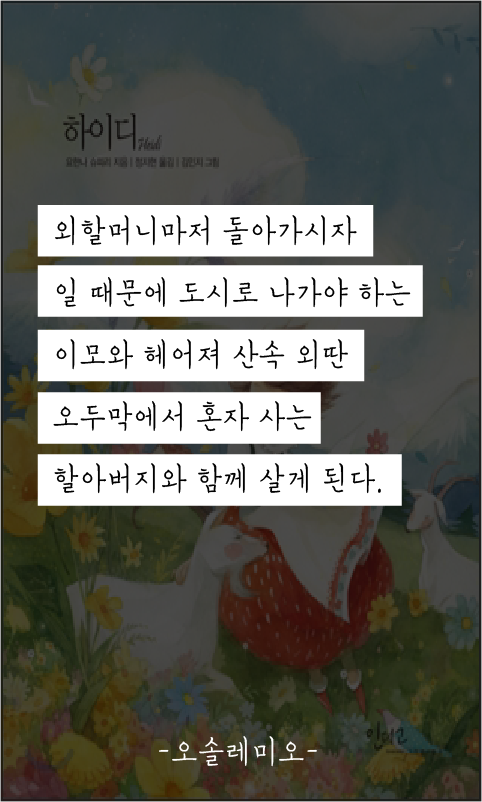 하이디
Heidi
요한나 슈피리 지음 | 정지현 옮김 | 김민지 그림
외할머니마저 돌아가시자
일 때문에 도시로 나가야 하는
이모와 헤어져 산속 외딴
오두막에서 혼자 사는
할아버지와 함께 살게 된다.
-오솔레미오-